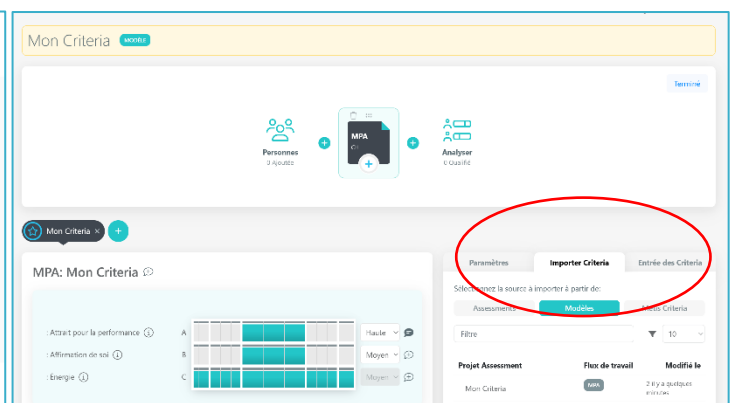 Mon Criteria MODÈLE
Terminé
MPA
Personnes
0 Ajoutée
Analyser
0 Qualifié
Mon Criteria × +
Paramètres Importer Criteria Entrée des Criteria
MPA: Mon Criteria
Sélectionnez la source à importer à partir de:
Assessments Modèles Criteria
Filtre 10
: Attrait pour la performance A Haute
: Affirmation de soi B Moyen
: Energie C Moyen
Projet Assessment Flux de travail Modifié le
Mon Criteria MPA Il y a quelques
minutes